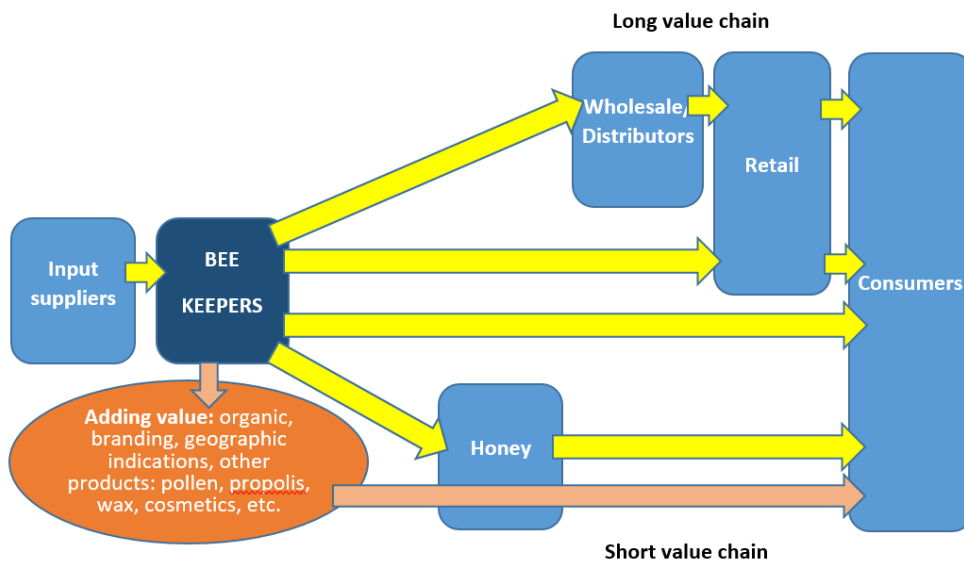 Long value chain
Wholesale/
Distributors
Retail
Input
suppliers
BEE
KEEPERS
Consumers
Adding value: organic,
branding, geographic
indications, other
products: pollen, propolis,
wax, cosmetics, etc.
Honey
Short value chain